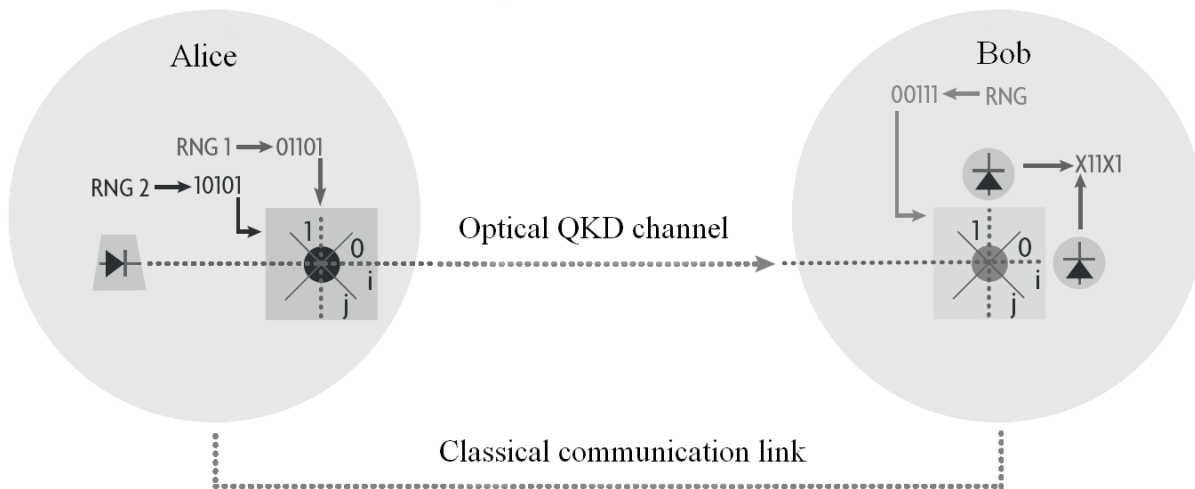 Alice
RNG 1 01101
RNG 2 10101
1
0
i
j
Optical QKD channel
Bob
00111 RNG
X11X1
1
0
i
j
Classical communication link